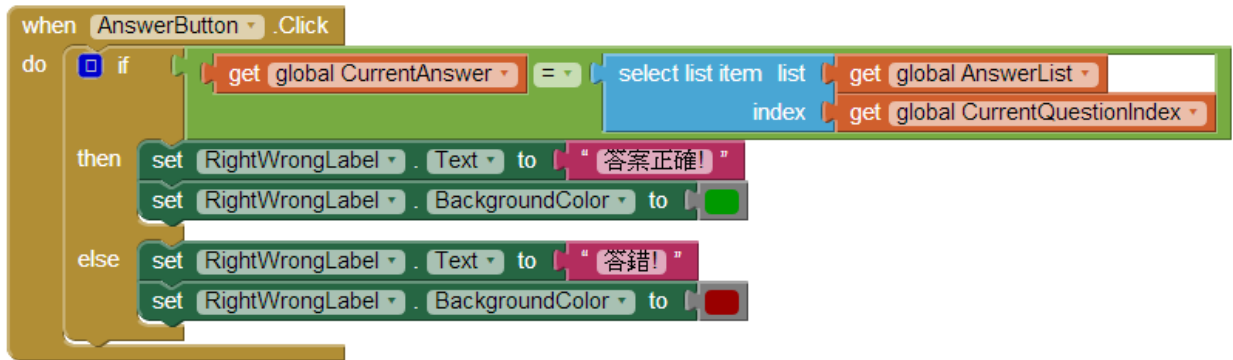 when AnswerButton .Click
do if get global CurrentAnswer = select list item list get global AnswerList
index get global CurrentQuestionIndex
then set RightWrongLabel . Text to " 答案正確! "
set RightWrongLabel . BackgroundColor to
else set RightWrongLabel . Text to " 答錯! "
set RightWrongLabel . BackgroundColor to